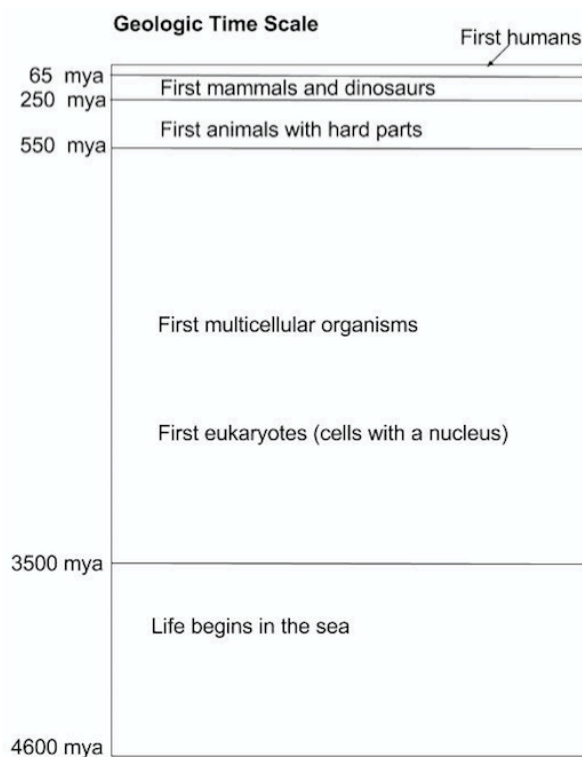 Geologic Time Scale
First humans
65 mya
First mammals and dinosaurs
250 mya
First animals with hard parts
550 mya
First multicellular organisms
First eukaryotes (cells with a nucleus)
3500 mya
Life begins in the sea
4600 mya